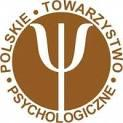 POLSKIE • TOWARZYSTWO
PSYCHOLOGICZNE •
Ψ